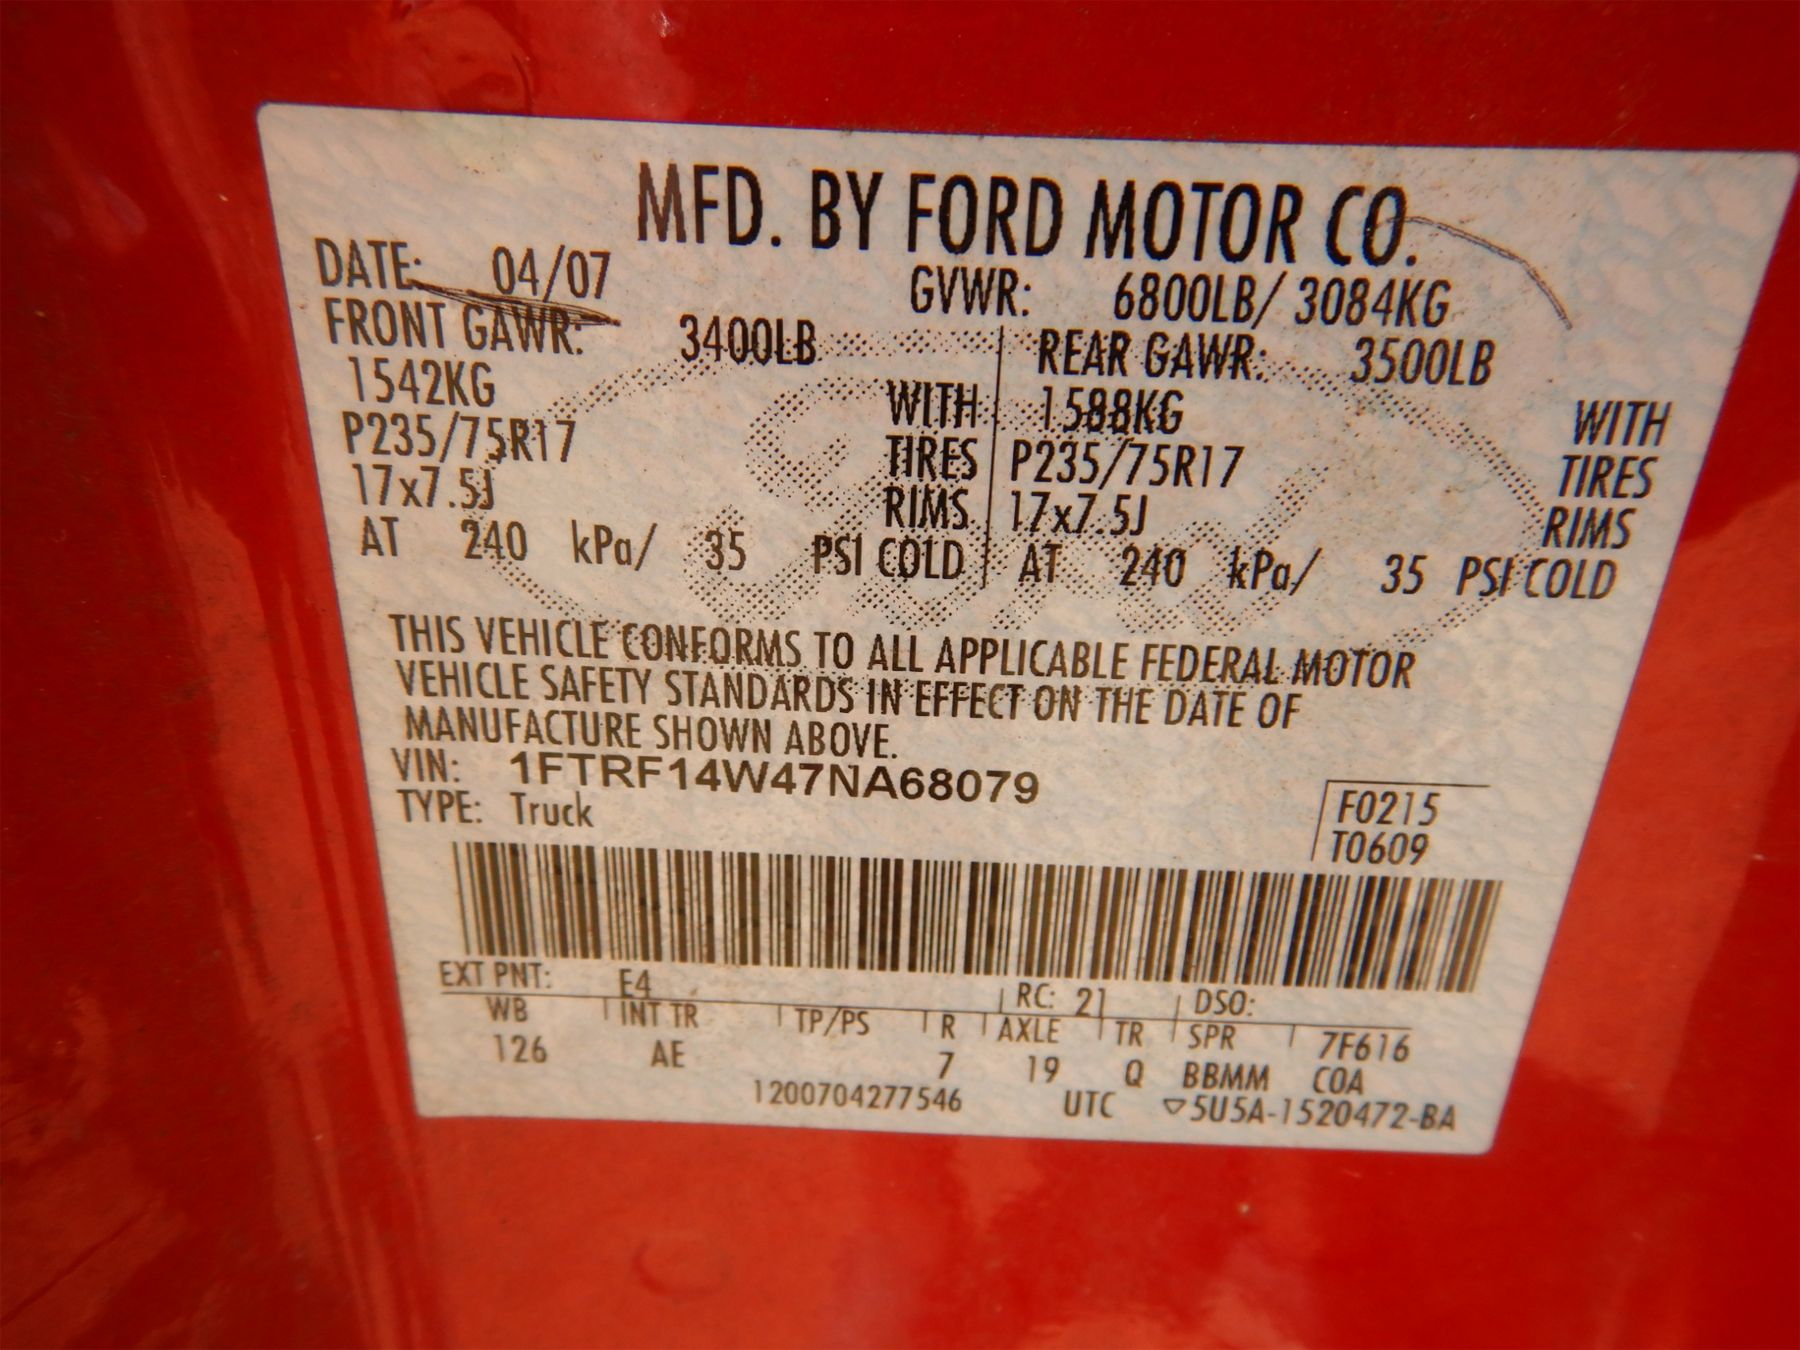 MFD. BY FORD MOTOR CO.
DATE: 04/07 GVWR: 6800LB/ 3084KG
FRONT GAWR: 3400LB REAR GAWR: 3500LB
1542KG WITH 1588KG WITH
P235/75R17 TIRES P235/75R17 TIRES
17x7.5J RIMS 17x7.5J RIMS
AT 240 kPa/ 35 PSI COLD AT 240 kPa/ 35 PSI COLD
THIS VEHICLE CONFORMS TO ALL APPLICABLE FEDERAL MOTOR
VEHICLE SAFETY STANDARDS IN EFFECT ON THE DATE OF
MANUFACTURE SHOWN ABOVE.
VIN: 1FTRF14W47NA68079
TYPE: Truck F0215
T0609
EXT PNT: E4 RC: 21 DSO:
WB INT TR TP/PS R AXLE TR SPR 7F616
126 AE 7 19 Q BBMM COA
1200704277546 UTC ▽5U5A-1520472-BA